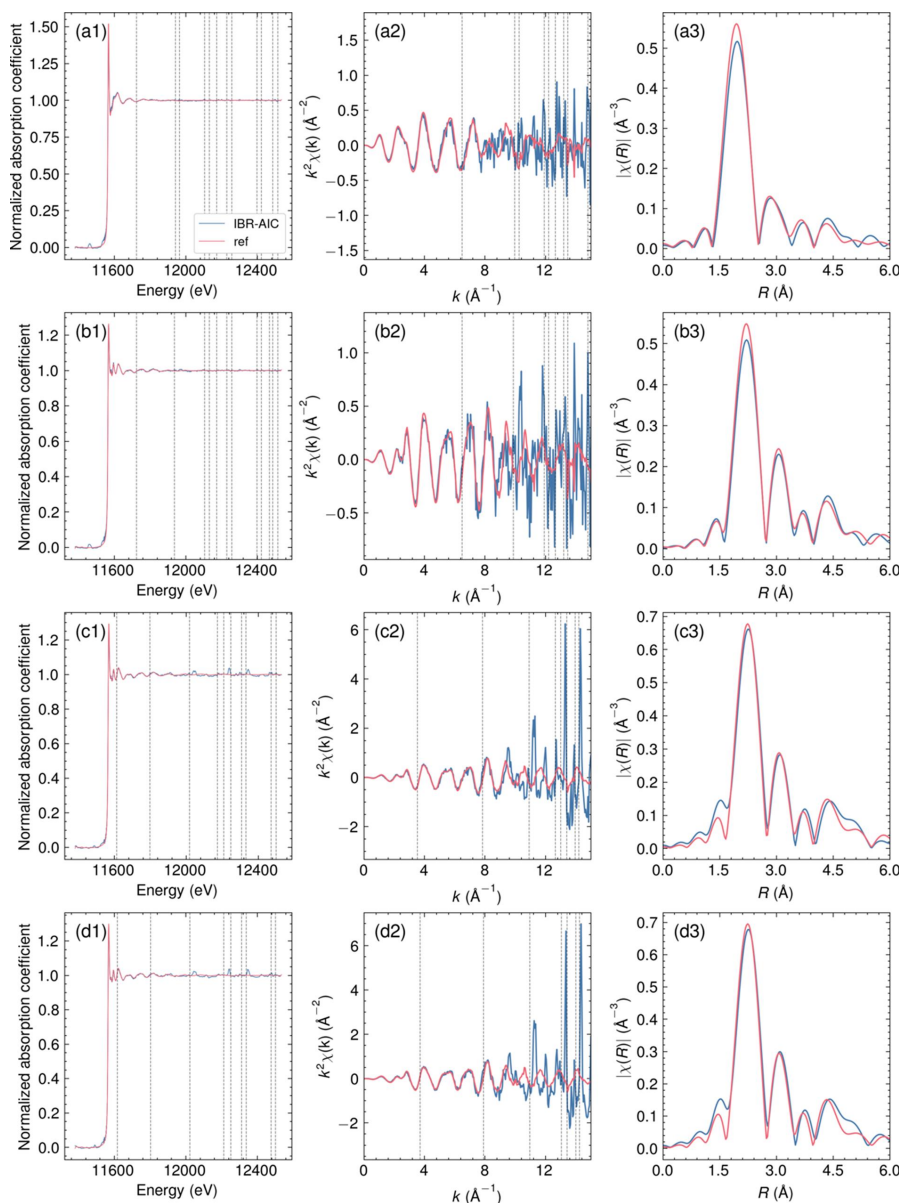 (a1)
Normalized absorption coefficient
1.50
1.25
1.00
0.75
0.50
0.25
0.00
IBR-AIC
ref
11600 12000 12400
Energy (eV)
(a2)
k²χ(k) (Å⁻²)
1.5
1.0
0.5
0.0
−0.5
−1.0
−1.5
0 4 8 12
k (Å⁻¹)
(a3)
|χ(R)| (Å⁻³)
0.5
0.4
0.3
0.2
0.1
0.0
0.0 1.5 3.0 4.5 6.0
R (Å)
(b1)
Normalized absorption coefficient
1.2
1.0
0.8
0.6
0.4
0.2
0.0
11600 12000 12400
Energy (eV)
(b2)
k²χ(k) (Å⁻²)
1.0
0.5
0.0
−0.5
0 4 8 12
k (Å⁻¹)
(b3)
|χ(R)| (Å⁻³)
0.5
0.4
0.3
0.2
0.1
0.0
0.0 1.5 3.0 4.5 6.0
R (Å)
(c1)
Normalized absorption coefficient
1.2
1.0
0.8
0.6
0.4
0.2
0.0
11600 12000 12400
Energy (eV)
(c2)
k²χ(k) (Å⁻²)
6
4
2
0
−2
0 4 8 12
k (Å⁻¹)
(c3)
|χ(R)| (Å⁻³)
0.7
0.6
0.4
0.3
0.1
0.0
0.0 1.5 3.0 4.5 6.0
R (Å)
(d1)
Normalized absorption coefficient
1.2
1.0
0.8
0.6
0.4
0.2
0.0
11600 12000 12400
Energy (eV)
(d2)
k²χ(k) (Å⁻²)
6
4
2
0
−2
0 4 8 12
k (Å⁻¹)
(d3)
|χ(R)| (Å⁻³)
0.7
0.6
0.4
0.3
0.1
0.0
0.0 1.5 3.0 4.5 6.0
R (Å)